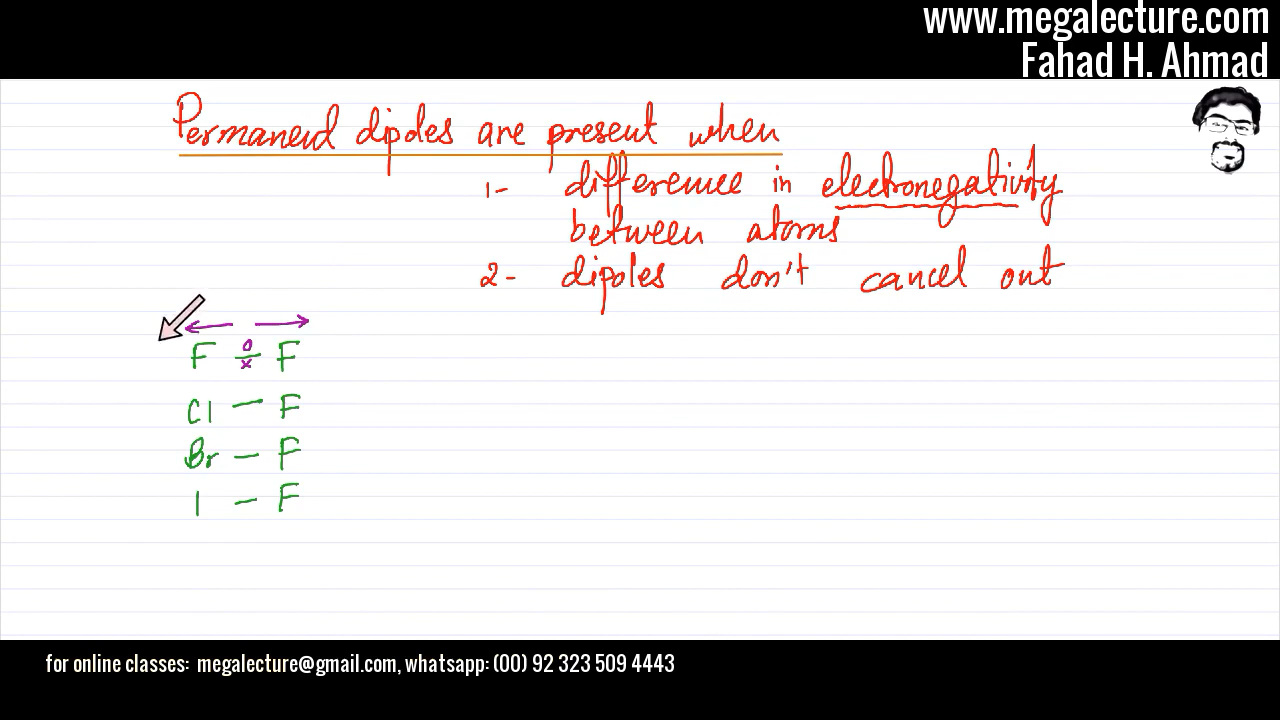 www.megalecture.com
Fahad H. Ahmad
Permanent dipoles are present when
1- difference in electronegativity
between atoms
2- dipoles don't cancel out
F o/x F
Cl — F
Br — F
I — F
for online classes: megalecture@gmail.com, whatsapp: (00) 92 323 509 4443